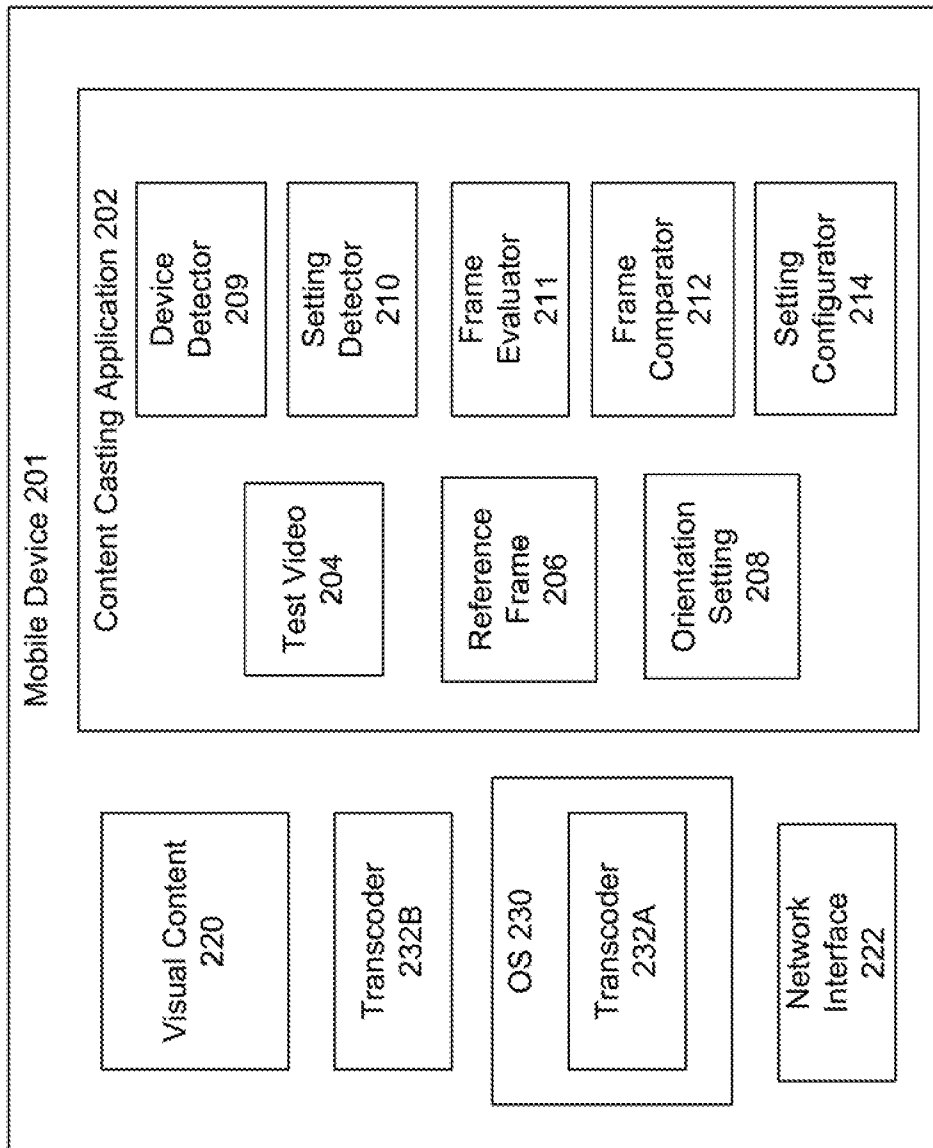 Mobile Device 201
Visual Content
220
Transcoder
232B
OS 230
Transcoder
232A
Network
Interface
222
Content Casting Application 202
Test Video
204
Reference
Frame
206
Orientation
Setting
208
Device
Detector
209
Setting
Detector
210
Frame
Evaluator
211
Frame
Comparator
212
Setting
Configurator
214